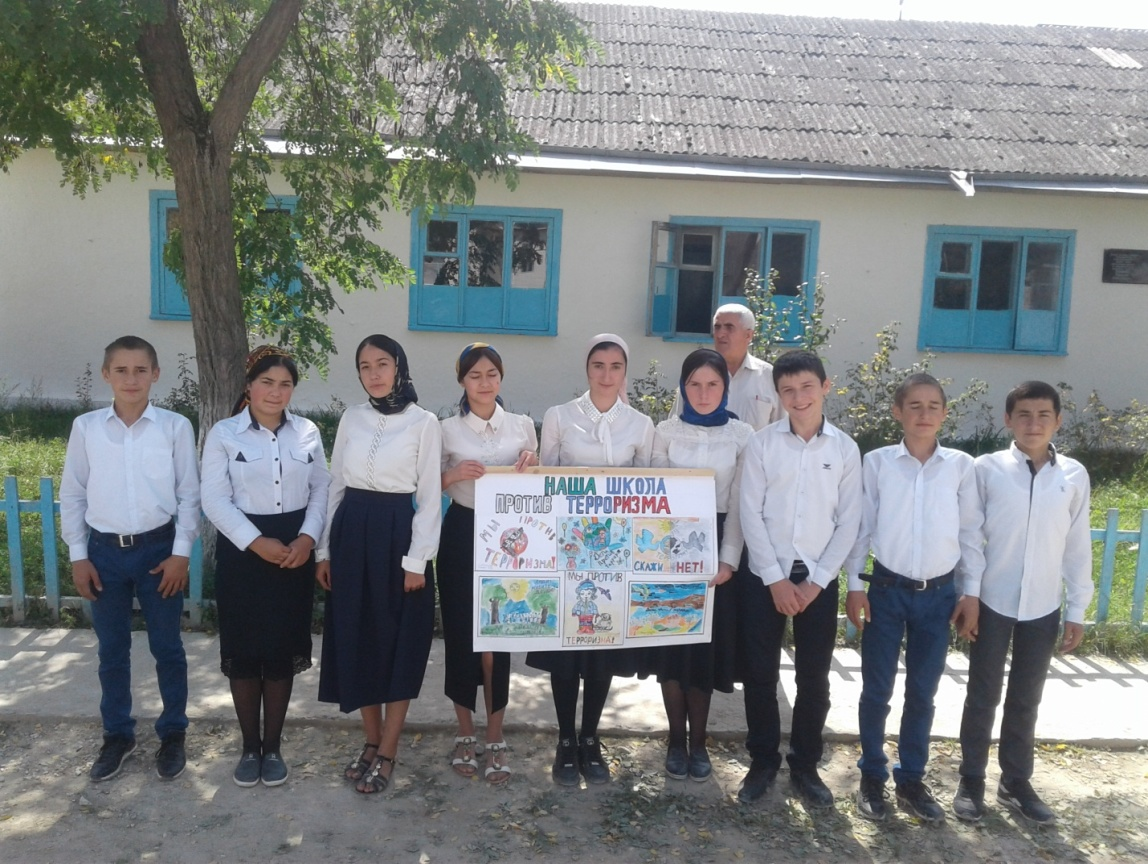 НАША ШКОЛА
ПРОТИВ ТЕРРОРИЗМА
МЫ ПРОТИВ
ТЕРРОРИЗМА!
СКАЖИ НЕТ!
МЫ ПРОТИВ
ТЕРРОРИЗМА!